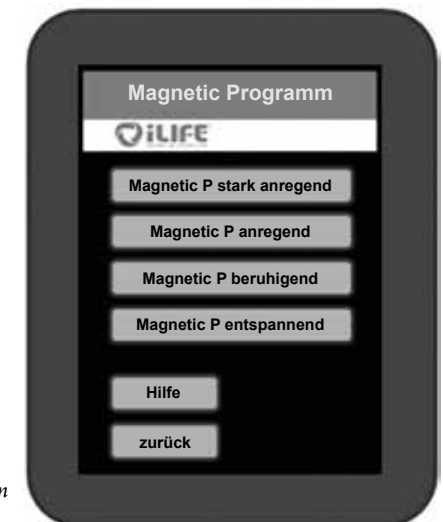 Magnetic Programm
iLIFE
Magnetic P stark anregend
Magnetic P anregend
Magnetic P beruhigend
Magnetic P entspannend
Hilfe
zurück